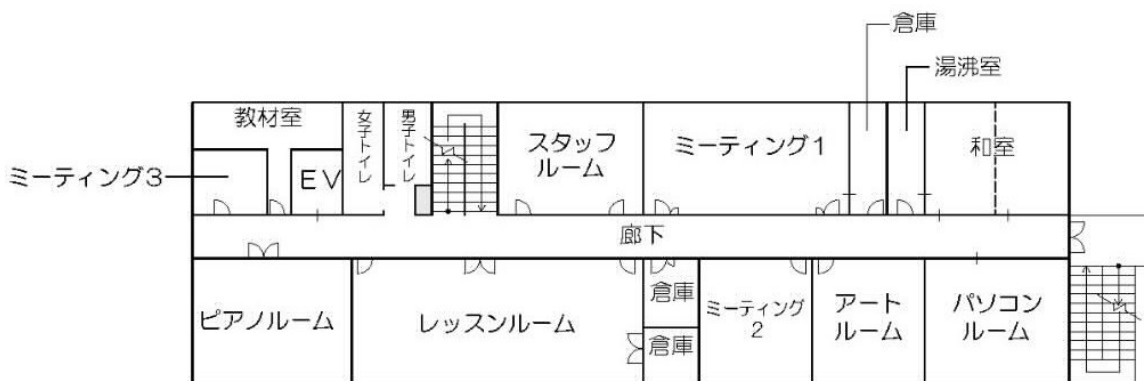 倉庫
湯沸室
教材室
女子トイレ
男子トイレ
スタッフ
ルーム
ミーティング1
和室
ミーティング3
EV
廊下
ピアノルーム
レッスンルーム
倉庫
倉庫
ミーティング
2
アート
ルーム
パソコン
ルーム